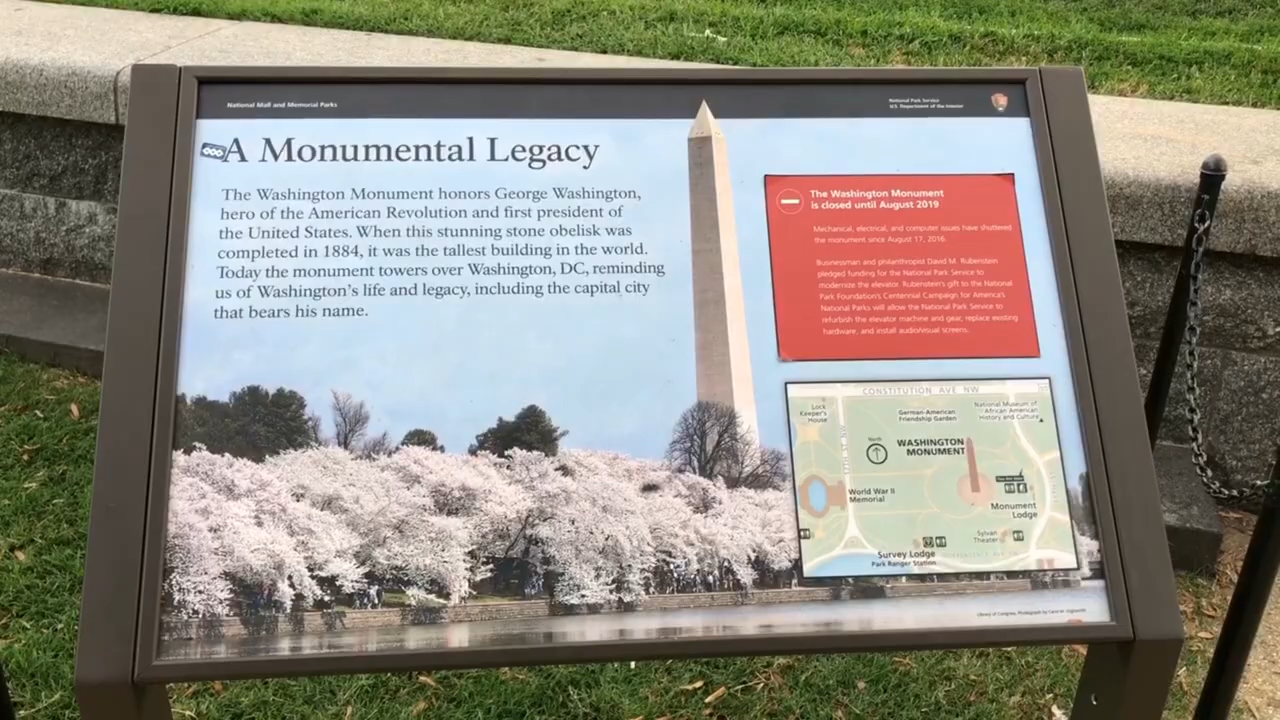 National Mall and Memorial Parks
National Park Service
U.S. Department of the Interior
A Monumental Legacy
The Washington Monument honors George Washington,
hero of the American Revolution and first president of
the United States. When this stunning stone obelisk was
completed in 1884, it was the tallest building in the world.
Today the monument towers over Washington, DC, reminding
us of Washington's life and legacy, including the capital city
that bears his name.
The Washington Monument
is closed until August 2019
Mechanical, electrical, and computer issues have shuttered
the monument since August 17, 2016.
Businessman and philanthropist David M. Rubenstein
pledged funding for the National Park Service to
modernize the elevator. Rubenstein's gift to the National
Park Foundation's Centennial Campaign for America's
National Parks will allow the National Park Service to
refurbish the elevator machine and gear, replace existing
hardware, and install audio/visual screens.
CONSTITUTION AVE NW
Lock
Keeper's
House
German-American
Friendship Garden
National Museum of
African American
History and Culture
North
WASHINGTON
MONUMENT
World War II
Memorial
Monument
Lodge
Sylvan
Theater
Survey Lodge
Park Ranger Station
INDEPENDENCE AVE SW